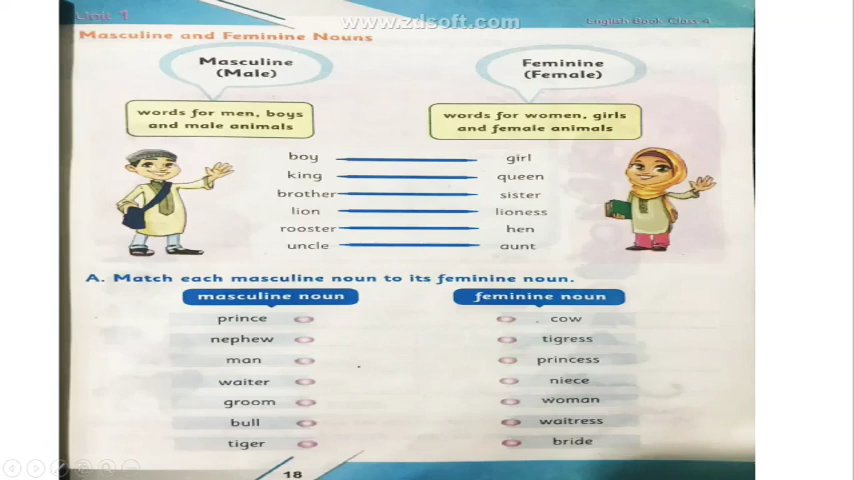 Unit 1
www.zdsoft.com
English Book-Class 4
Masculine and Feminine Nouns
Masculine
(Male)
Feminine
(Female)
words for men, boys
and male animals
words for women, girls
and female animals
boy girl
king queen
brother sister
lion lioness
rooster hen
uncle aunt
A. Match each masculine noun to its feminine noun.
masculine noun feminine noun
prince cow
nephew tigress
man princess
waiter niece
groom woman
bull waitress
tiger bride
18